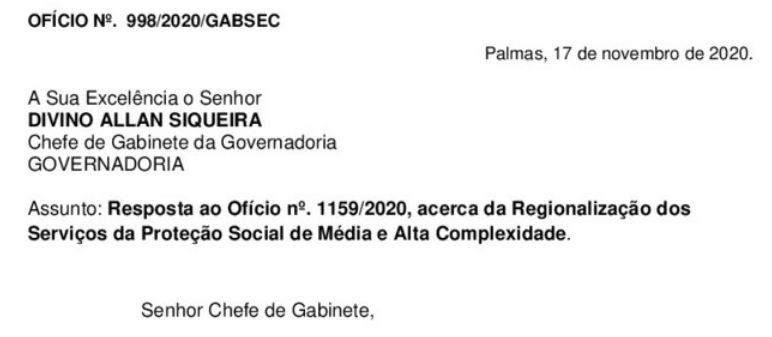 OFÍCIO Nº. 998/2020/GABSEC
Palmas, 17 de novembro de 2020.
A Sua Excelência o Senhor
DIVINO ALLAN SIQUEIRA
Chefe de Gabinete da Governadoria
GOVERNADORIA
Assunto: Resposta ao Ofício nº. 1159/2020, acerca da Regionalização dos
Serviços da Proteção Social de Média e Alta Complexidade.
Senhor Chefe de Gabinete,